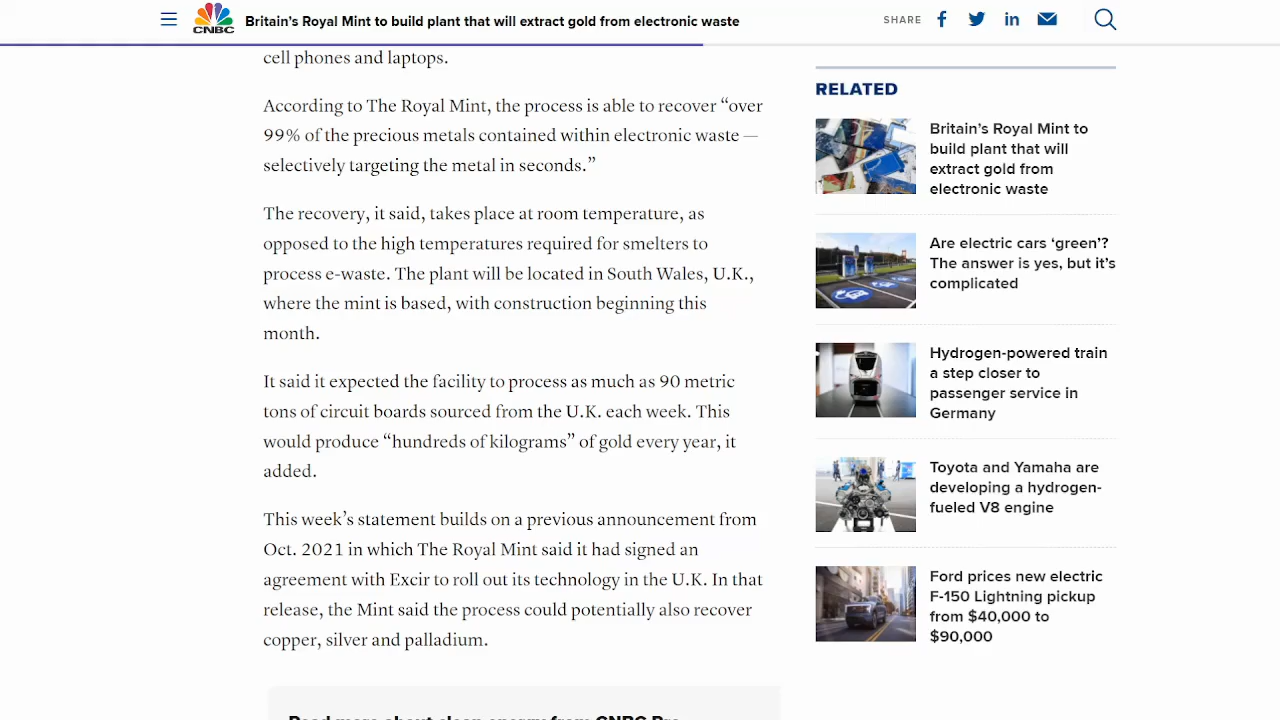 CNBC
Britain’s Royal Mint to build plant that will extract gold from electronic waste
SHARE
cell phones and laptops.
According to The Royal Mint, the process is able to recover “over
99% of the precious metals contained within electronic waste —
selectively targeting the metal in seconds.”
The recovery, it said, takes place at room temperature, as
opposed to the high temperatures required for smelters to
process e-waste. The plant will be located in South Wales, U.K.,
where the mint is based, with construction beginning this
month.
It said it expected the facility to process as much as 90 metric
tons of circuit boards sourced from the U.K. each week. This
would produce “hundreds of kilograms” of gold every year, it
added.
This week’s statement builds on a previous announcement from
Oct. 2021 in which The Royal Mint said it had signed an
agreement with Excir to roll out its technology in the U.K. In that
release, the Mint said the process could potentially also recover
copper, silver and palladium.
Read more about clean energy from CNBC Pro
RELATED
Britain’s Royal Mint to
build plant that will
extract gold from
electronic waste
Are electric cars ‘green’?
The answer is yes, but it’s
complicated
Hydrogen-powered train
a step closer to
passenger service in
Germany
Toyota and Yamaha are
developing a hydrogen-
fueled V8 engine
Ford prices new electric
F-150 Lightning pickup
from $40,000 to
$90,000